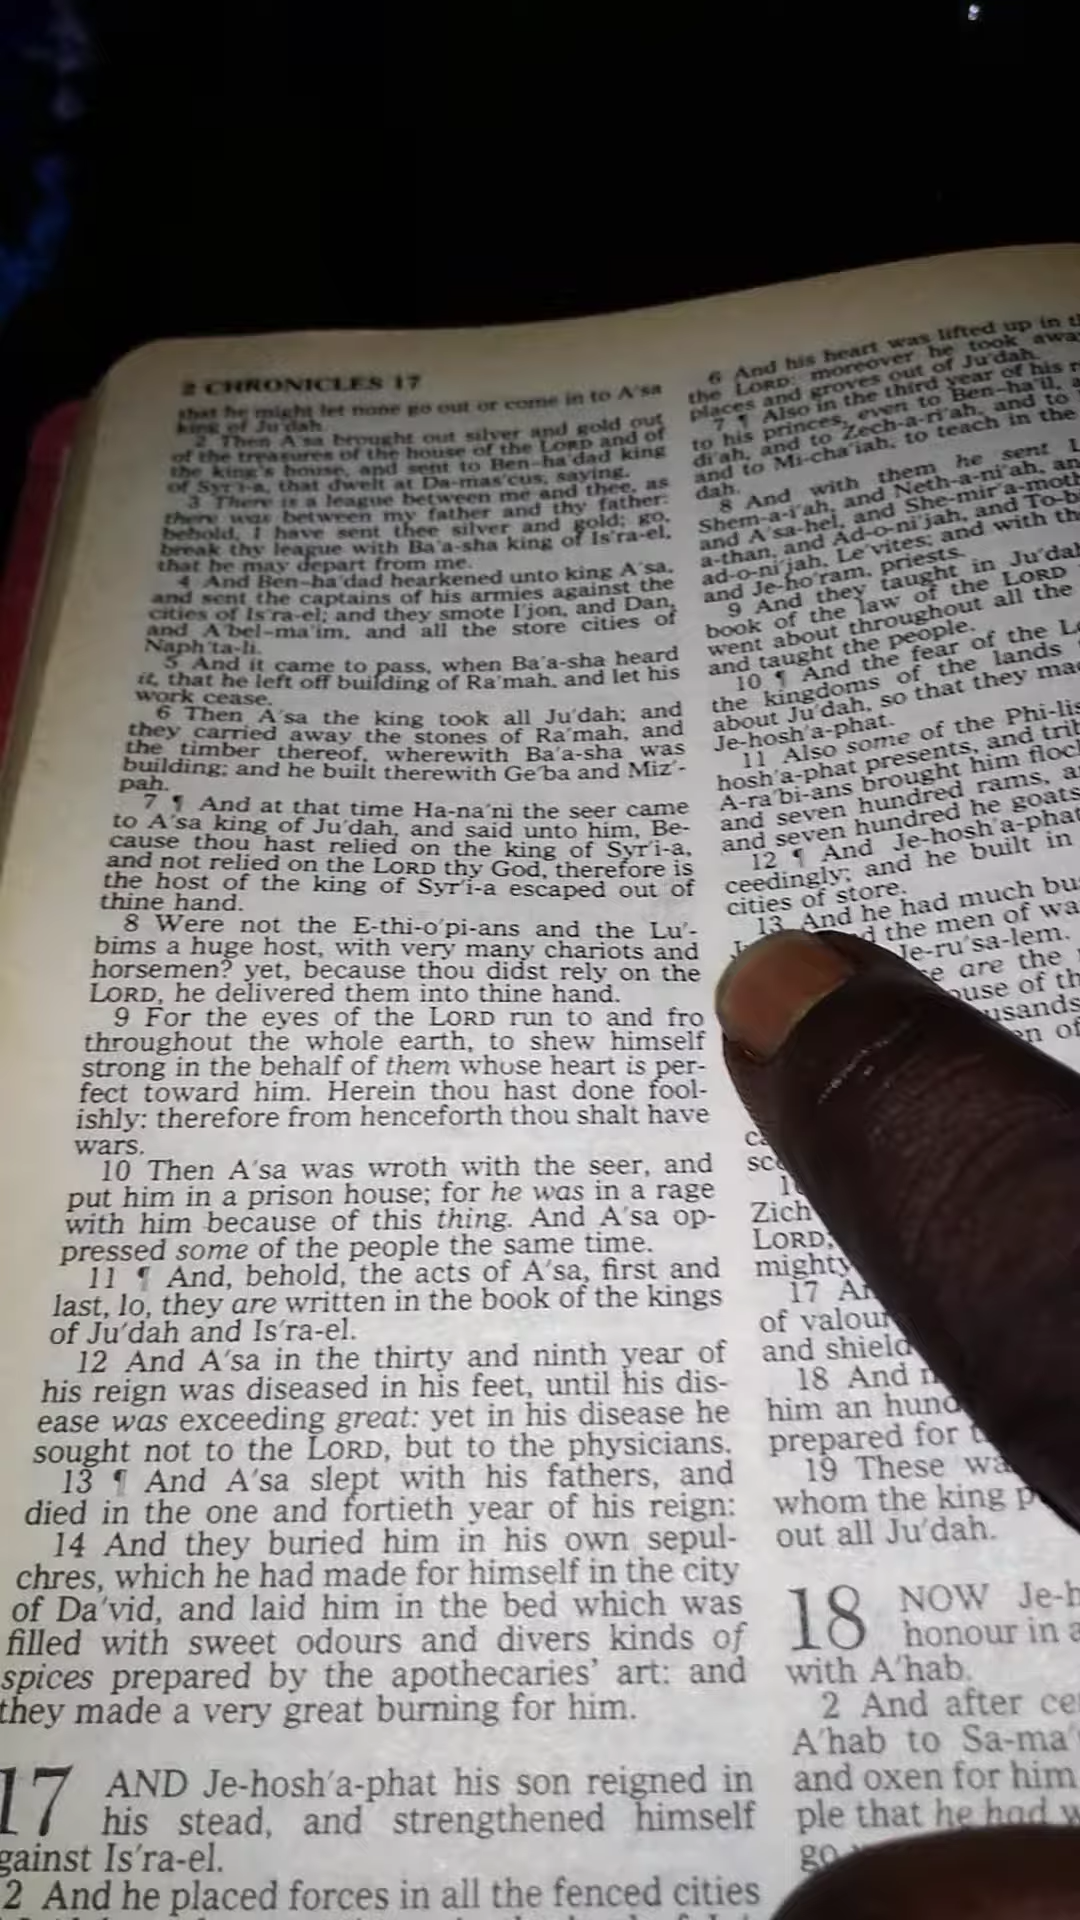 2 CHRONICLES 17
that he might let none go out or come in to A'sa
king of Ju'dah.
2 Then A'sa brought out silver and gold out
of the treasures of the house of the LORD and of
the king's house, and sent to Ben-ha'dad king
of Syr'i-a, that dwelt at Da-mas'cus, saying,
3 There is a league between me and thee, as
there was between my father and thy father:
behold, I have sent thee silver and gold; go,
break thy league with Ba'a-sha king of Is'ra-el,
that he may depart from me.
4 And Ben-ha'dad hearkened unto king A'sa,
and sent the captains of his armies against the
cities of Is'ra-el; and they smote I'jon, and Dan,
and A'bel-ma'im, and all the store cities of
Naph'ta-li.
5 And it came to pass, when Ba'a-sha heard
it, that he left off building of Ra'mah, and let his
work cease.
6 Then A'sa the king took all Ju'dah; and
they carried away the stones of Ra'mah, and
the timber thereof, wherewith Ba'a-sha was
building; and he built therewith Ge'ba and Miz'-
pah.
7 ¶ And at that time Ha-na'ni the seer came
to A'sa king of Ju'dah, and said unto him, Be-
cause thou hast relied on the king of Syr'i-a,
and not relied on the LORD thy God, therefore is
the host of the king of Syr'i-a escaped out of
thine hand.
8 Were not the E-thi-o'pi-ans and the Lu'-
bims a huge host, with very many chariots and
horsemen? yet, because thou didst rely on the
LORD, he delivered them into thine hand.
9 For the eyes of the LORD run to and fro
throughout the whole earth, to shew himself
strong in the behalf of them whose heart is per-
fect toward him. Herein thou hast done fool-
ishly: therefore from henceforth thou shalt have
wars.
10 Then A'sa was wroth with the seer, and
put him in a prison house; for he was in a rage
with him because of this thing. And A'sa op-
pressed some of the people the same time.
11 ¶ And, behold, the acts of A'sa, first and
last, lo, they are written in the book of the kings
of Ju'dah and Is'ra-el.
12 And A'sa in the thirty and ninth year of
his reign was diseased in his feet, until his dis-
ease was exceeding great: yet in his disease he
sought not to the LORD, but to the physicians.
13 ¶ And A'sa slept with his fathers, and
died in the one and fortieth year of his reign:
14 And they buried him in his own sepul-
chres, which he had made for himself in the city
of Da'vid, and laid him in the bed which was
filled with sweet odours and divers kinds of
spices prepared by the apothecaries' art: and
they made a very great burning for him.
17 AND Je-hosh'a-phat his son reigned in
his stead, and strengthened himself
against Is'ra-el.
2 And he placed forces in all the fenced cities
6 And his heart was lifted up in
the LORD: moreover he took
places and groves out of Ju'dah.
7 ¶ Also in the third year of his
to his princes, even to Ben-ha'il,
di'ah, and to Zech-a-ri'ah, and to
and to Mi-cha'iah, to teach in the
dah.
8 And with them he sent
Shem-a-i'ah, and Neth-a-ni'ah,
and A'sa-hel, and She-mir'a-moth
a-than, and Ad-o-ni'jah, and
ad-o-ni'jah, Le'vites; and with
and Je-ho'ram, priests.
9 And they taught in Ju'dah
book of the law of the LORD
went about throughout all the
and taught the people.
10 ¶ And the fear of the
the kingdoms of the lands
about Ju'dah, so that they
Je-hosh'a-phat.
11 Also some of the
hosh'a-phat presents, and
A-ra'bi-ans brought him
and seven hundred rams,
and seven hundred he goats
12 ¶ And Je-hosh'a-phat
ceedingly; and he built in
cities of store.
13 And he had much
the men of
Je-ru'sa-lem.
are the
of
of
LORD,
mighty
17
of valour
and shield
18 And
him an
prepared for
19 These
whom the king
out all Ju'dah.
18 NOW
honour in
with A'hab.
2 And after
A'hab to
and oxen for him
ple that he had